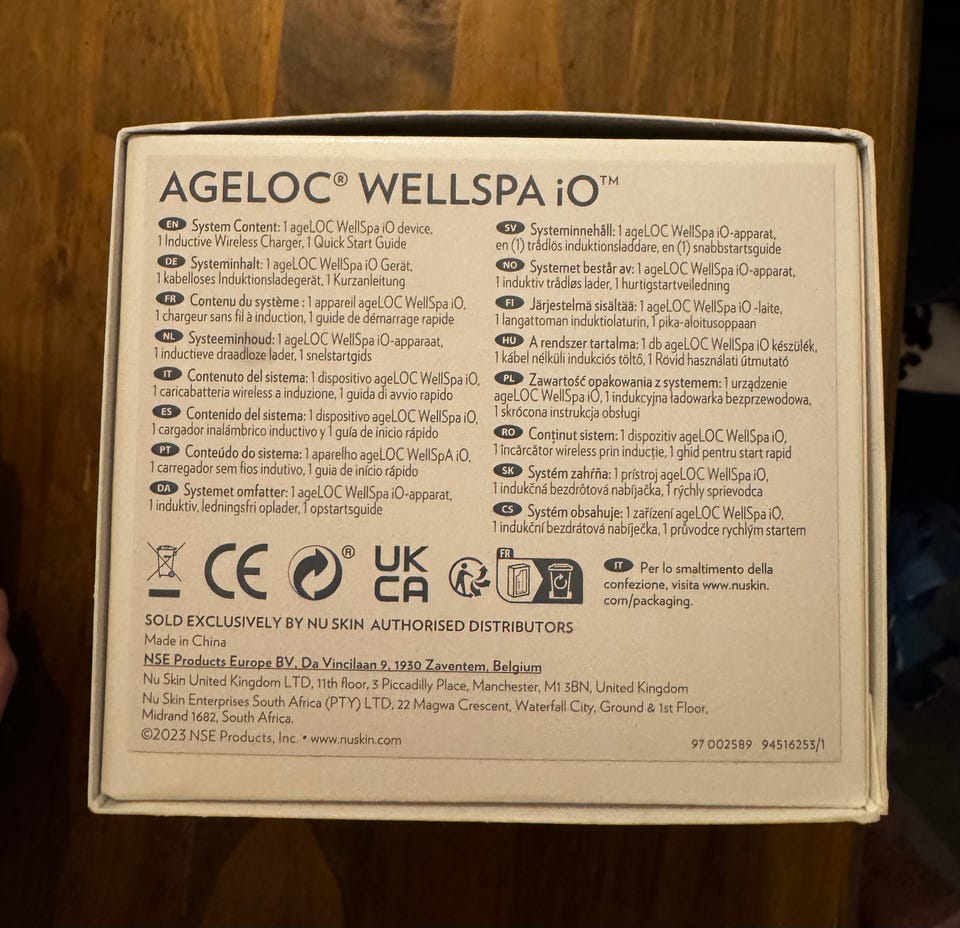 AGELOC® WELLSPA iO™
EN System Content: 1 ageLOC WellSpa iO device,
1 Inductive Wireless Charger, 1 Quick Start Guide
DE Systeminhalt: 1 ageLOC WellSpa iO Gerät,
1 kabelloses Induktionsladegerät, 1 Kurzanleitung
FR Contenu du système : 1 appareil ageLOC WellSpa iO,
1 chargeur sans fil à induction, 1 guide de démarrage rapide
NL Systeeminhoud: 1 ageLOC WellSpa iO-apparaat,
1 inductieve draadloze lader, 1 snelstartgids
IT Contenuto del sistema: 1 dispositivo ageLOC WellSpa iO,
1 caricabatteria wireless a induzione, 1 guida di avvio rapido
ES Contenido del sistema: 1 dispositivo ageLOC WellSpa iO,
1 cargador inalámbrico inductivo y 1 guía de inicio rápido
PT Conteúdo do sistema: 1 aparelho ageLOC WellSpA iO,
1 carregador sem fios indutivo, 1 guia de início rápido
DA Systemet omfatter: 1 ageLOC WellSpa iO-apparat,
1 induktiv, ledningsfri oplader, 1 opstartsguide
SV Systeminnehåll: 1 ageLOC WellSpa iO-apparat,
en (1) trådlös induktionsladdare, en (1) snabbstartsguide
NO Systemet består av: 1 ageLOC WellSpa iO-apparat,
1 induktiv trådløs lader, 1 hurtigstartveiledning
FI Järjestelmä sisältää: 1 ageLOC WellSpa iO -laite,
1 langattoman induktiolaturin, 1 pika-aloitusoppaan
HU A rendszer tartalma: 1 db ageLOC WellSpa iO készülék,
1 kábel nélküli indukciós töltő, 1 Rövid használati útmutató
PL Zawartość opakowania z systemem: 1 urządzenie
ageLOC WellSpa iO, 1 indukcyjna ładowarka bezprzewodowa,
1 skrócona instrukcja obsługi
RO Conținut sistem: 1 dispozitiv ageLOC WellSpa iO,
1 încărcător wireless prin inducție, 1 ghid pentru start rapid
SK Systém zahŕňa: 1 prístroj ageLOC WellSpa iO,
1 indukčná bezdrôtová nabíjačka, 1 rýchly sprievodca
CS Systém obsahuje: 1 zařízení ageLOC WellSpa iO,
1 indukční bezdrátová nabíječka, 1 průvodce rychlým startem
CE
®
UK
CA
FR
IT Per lo smaltimento della
confezione, visita www.nuskin.
com/packaging.
SOLD EXCLUSIVELY BY NU SKIN AUTHORISED DISTRIBUTORS
Made in China
NSE Products Europe BV, Da Vincilaan 9, 1930 Zaventem, Belgium
Nu Skin United Kingdom LTD, 11th floor, 3 Piccadilly Place, Manchester, M1 3BN, United Kingdom
Nu Skin Enterprises South Africa (PTY) LTD, 22 Magwa Crescent, Waterfall City, Ground & 1st Floor,
Midrand 1682, South Africa.
©2023 NSE Products, Inc. • www.nuskin.com
97 002589 94516253/1